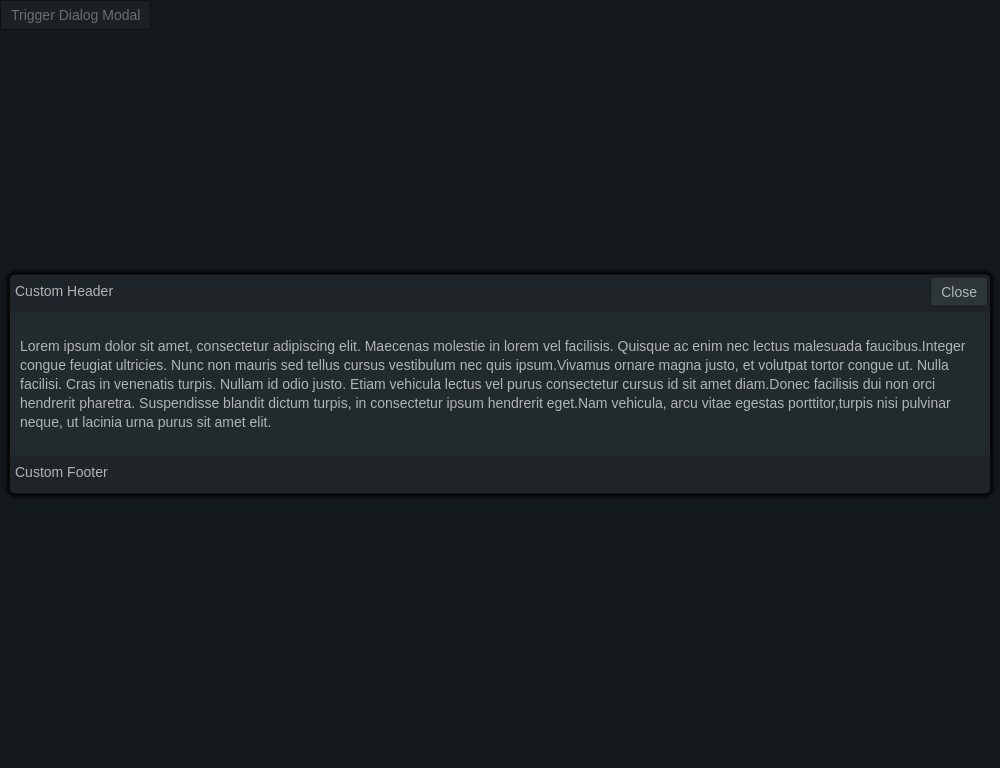 Trigger Dialog Modal
Custom Header
Close
Lorem ipsum dolor sit amet, consectetur adipiscing elit. Maecenas molestie in lorem vel facilisis. Quisque ac enim nec lectus malesuada faucibus.Integer
congue feugiat ultricies. Nunc non mauris sed tellus cursus vestibulum nec quis ipsum.Vivamus ornare magna justo, et volutpat tortor congue ut. Nulla
facilisi. Cras in venenatis turpis. Nullam id odio justo. Etiam vehicula lectus vel purus consectetur cursus id sit amet diam.Donec facilisis dui non orci
hendrerit pharetra. Suspendisse blandit dictum turpis, in consectetur ipsum hendrerit eget.Nam vehicula, arcu vitae egestas porttitor,turpis nisi pulvinar
neque, ut lacinia urna purus sit amet elit.
Custom Footer